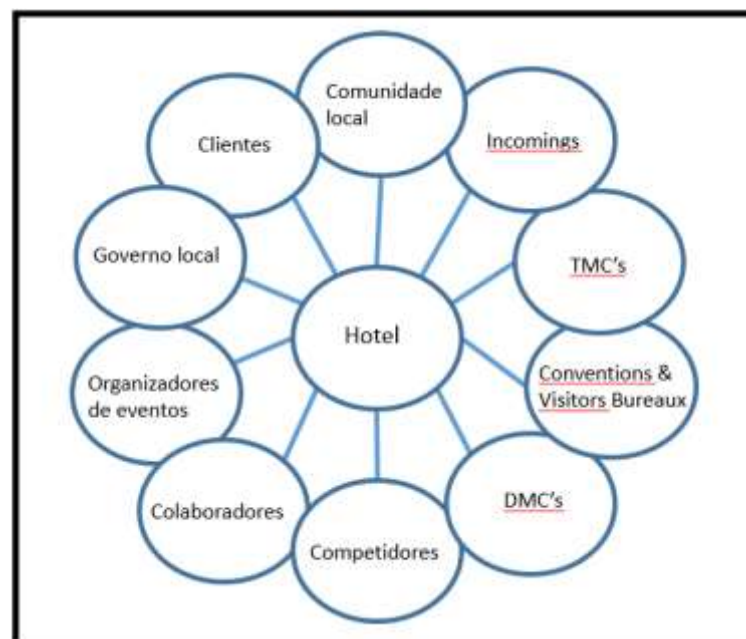 Comunidade
local
Incomings
TMC's
Conventions &
Visitors Bureaux
DMC's
Competidores
Colaboradores
Organizadores
de eventos
Governo local
Clientes
Hotel